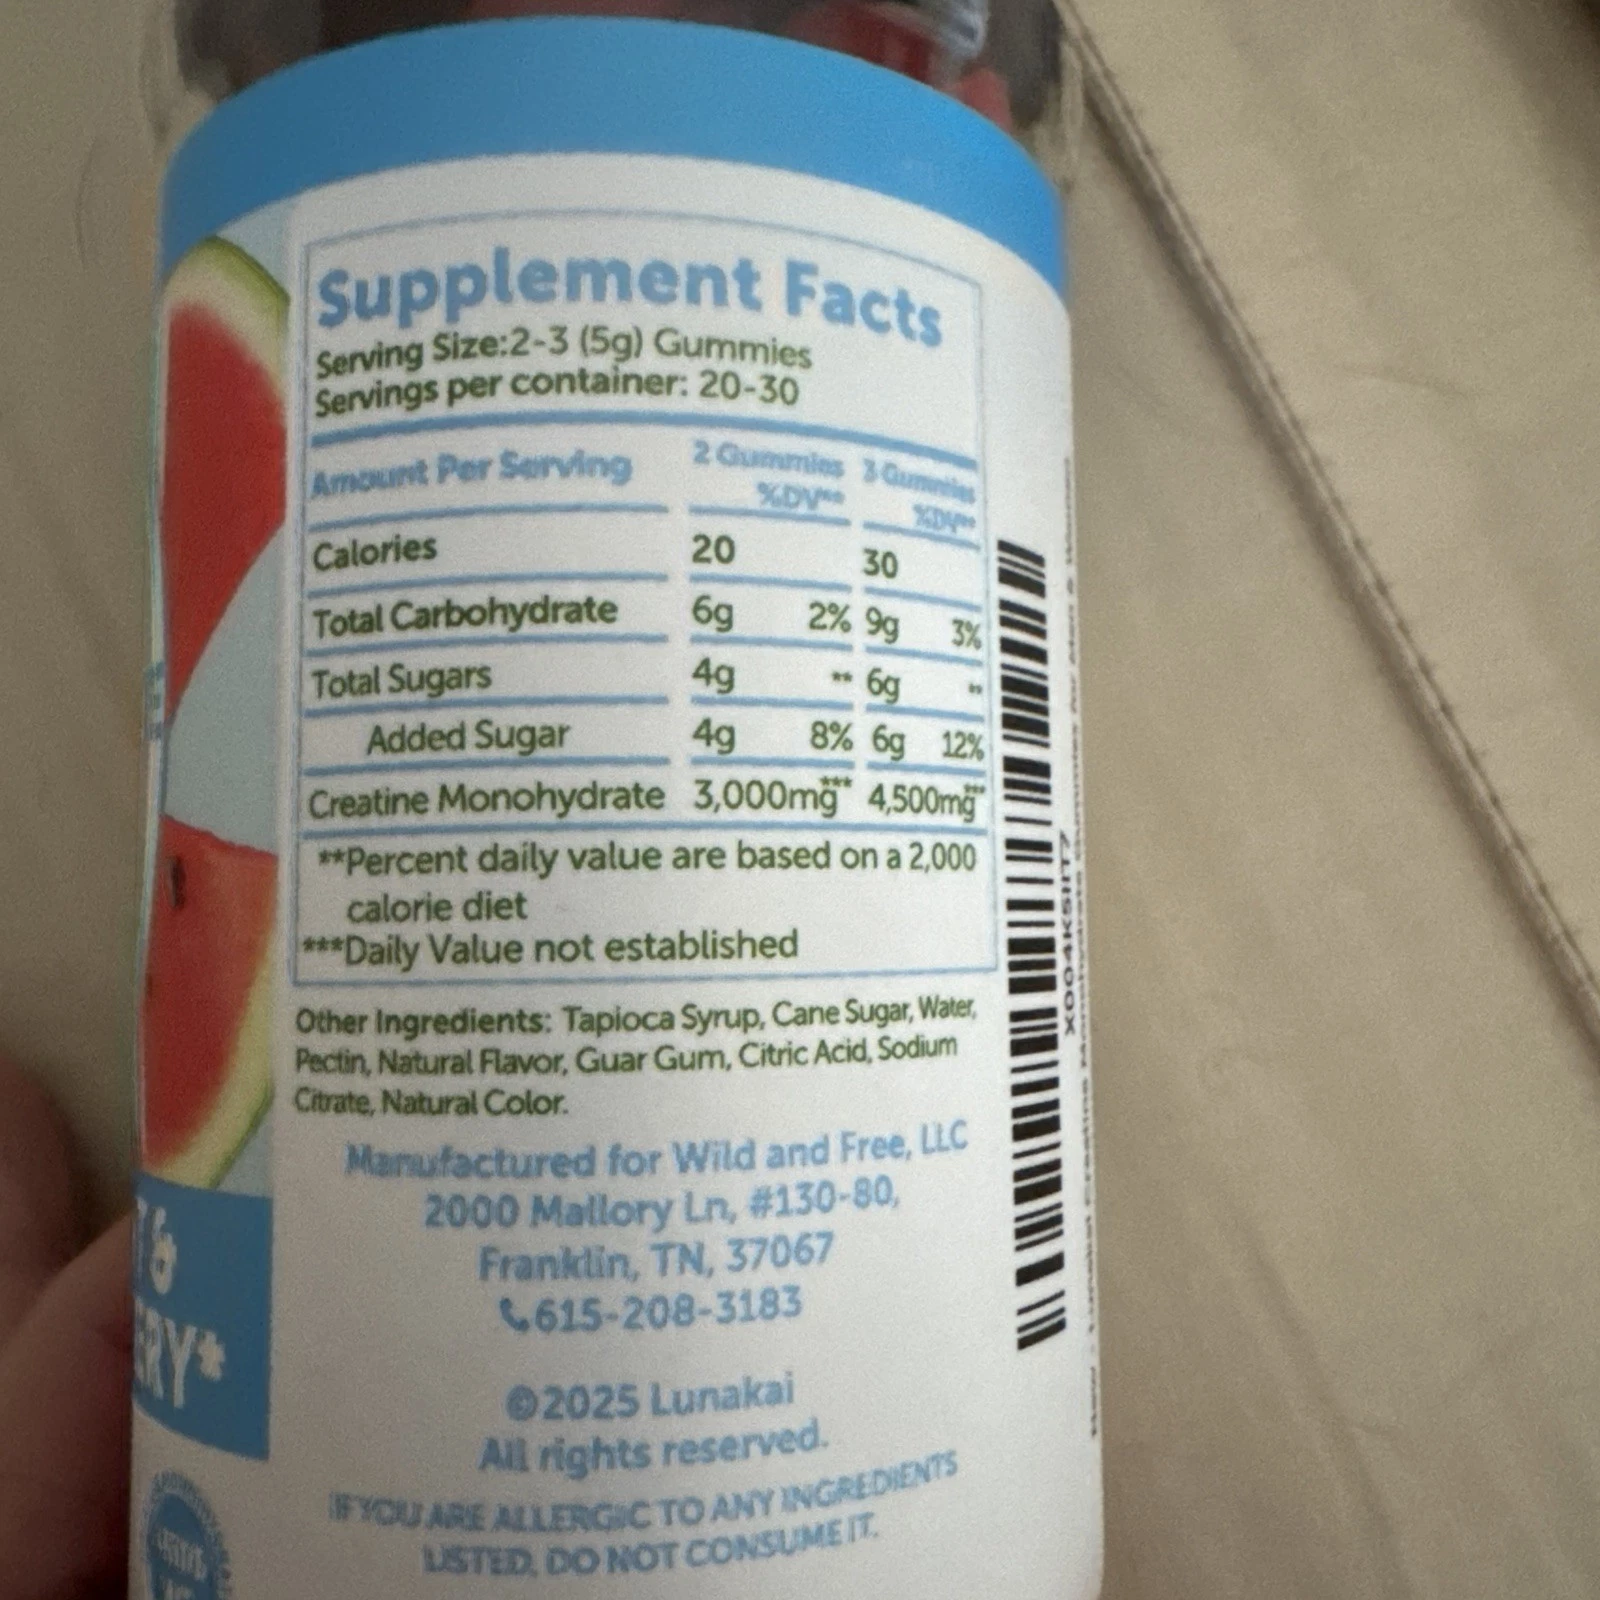 Supplement Facts
Serving Size:2-3 (5g) Gummies
Servings per container: 20-30
Amount Per Serving 2 Gummies 3 Gummies
%DV** %DV**
Calories 20 30
Total Carbohydrate 6g 2% 9g 3%
Total Sugars 4g ** 6g **
Added Sugar 4g 8% 6g 12%
Creatine Monohydrate 3,000mg*** 4,500mg***
**Percent daily value are based on a 2,000
calorie diet
***Daily Value not established
Other Ingredients: Tapioca Syrup, Cane Sugar, Water,
Pectin, Natural Flavor, Guar Gum, Citric Acid, Sodium
Citrate, Natural Color.
Manufactured for Wild and Free, LLC
2000 Mallory Ln, #130-80,
Franklin, TN, 37067
615-208-3183
©2025 Lunakai
All rights reserved.
IF YOU ARE ALLERGIC TO ANY INGREDIENTS
LISTED, DO NOT CONSUME IT.
&
RY*